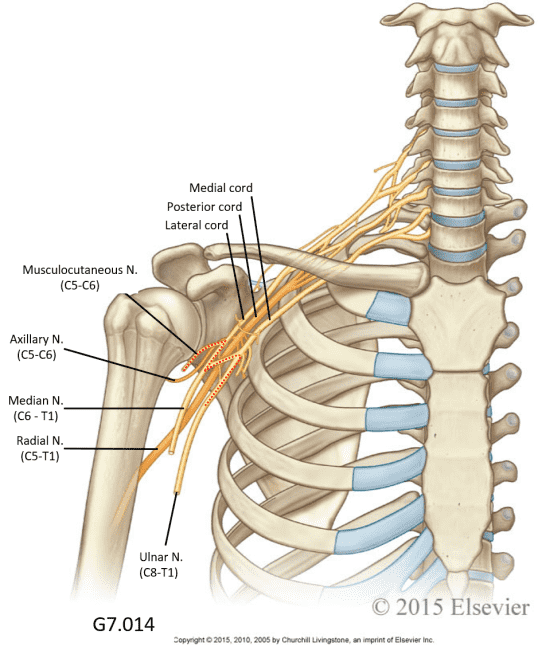 Medial cord
Posterior cord
Lateral cord
Musculocutaneous N.
(C5-C6)
Axillary N.
(C5-C6)
Median N.
(C6 - T1)
Radial N.
(C5-T1)
Ulnar N.
(C8-T1)
© 2015 Elsevier
G7.014
Copyright © 2015, 2010, 2005 by Churchill Livingstone, an imprint of Elsevier Inc.